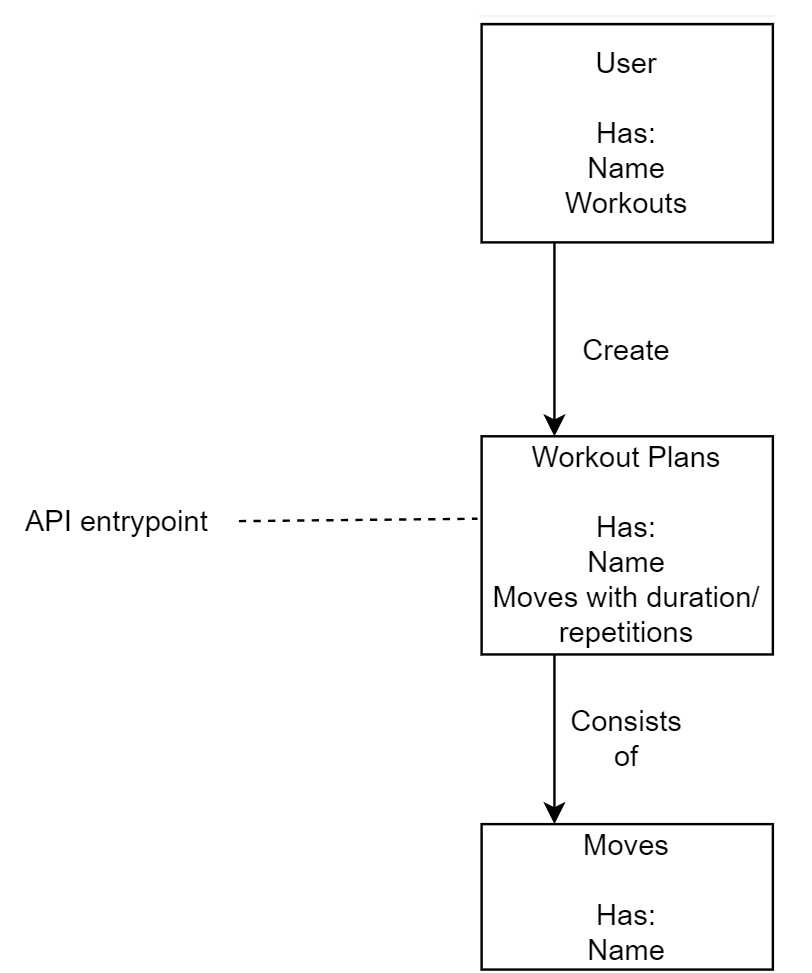 User
Has:
Name
Workouts
Create
Workout Plans
API entrypoint
Has:
Name
Moves with duration/
repetitions
Consists
of
Moves
Has:
Name